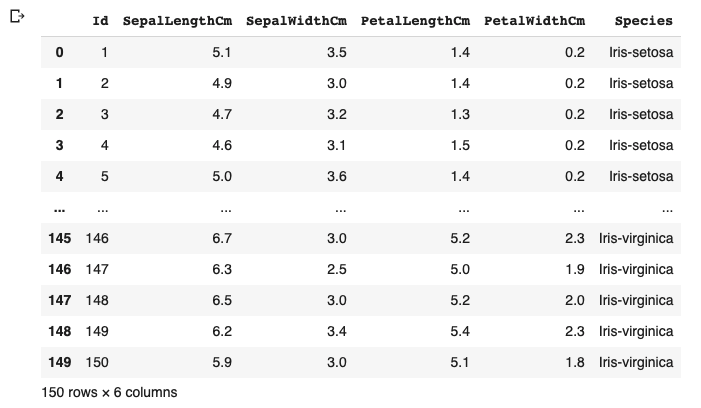 Id SepalLengthCm SepalWidthCm PetalLengthCm PetalWidthCm Species
0 1 5.1 3.5 1.4 0.2 Iris-setosa
1 2 4.9 3.0 1.4 0.2 Iris-setosa
2 3 4.7 3.2 1.3 0.2 Iris-setosa
3 4 4.6 3.1 1.5 0.2 Iris-setosa
4 5 5.0 3.6 1.4 0.2 Iris-setosa
... ... ... ... ... ... ...
145 146 6.7 3.0 5.2 2.3 Iris-virginica
146 147 6.3 2.5 5.0 1.9 Iris-virginica
147 148 6.5 3.0 5.2 2.0 Iris-virginica
148 149 6.2 3.4 5.4 2.3 Iris-virginica
149 150 5.9 3.0 5.1 1.8 Iris-virginica
150 rows × 6 columns